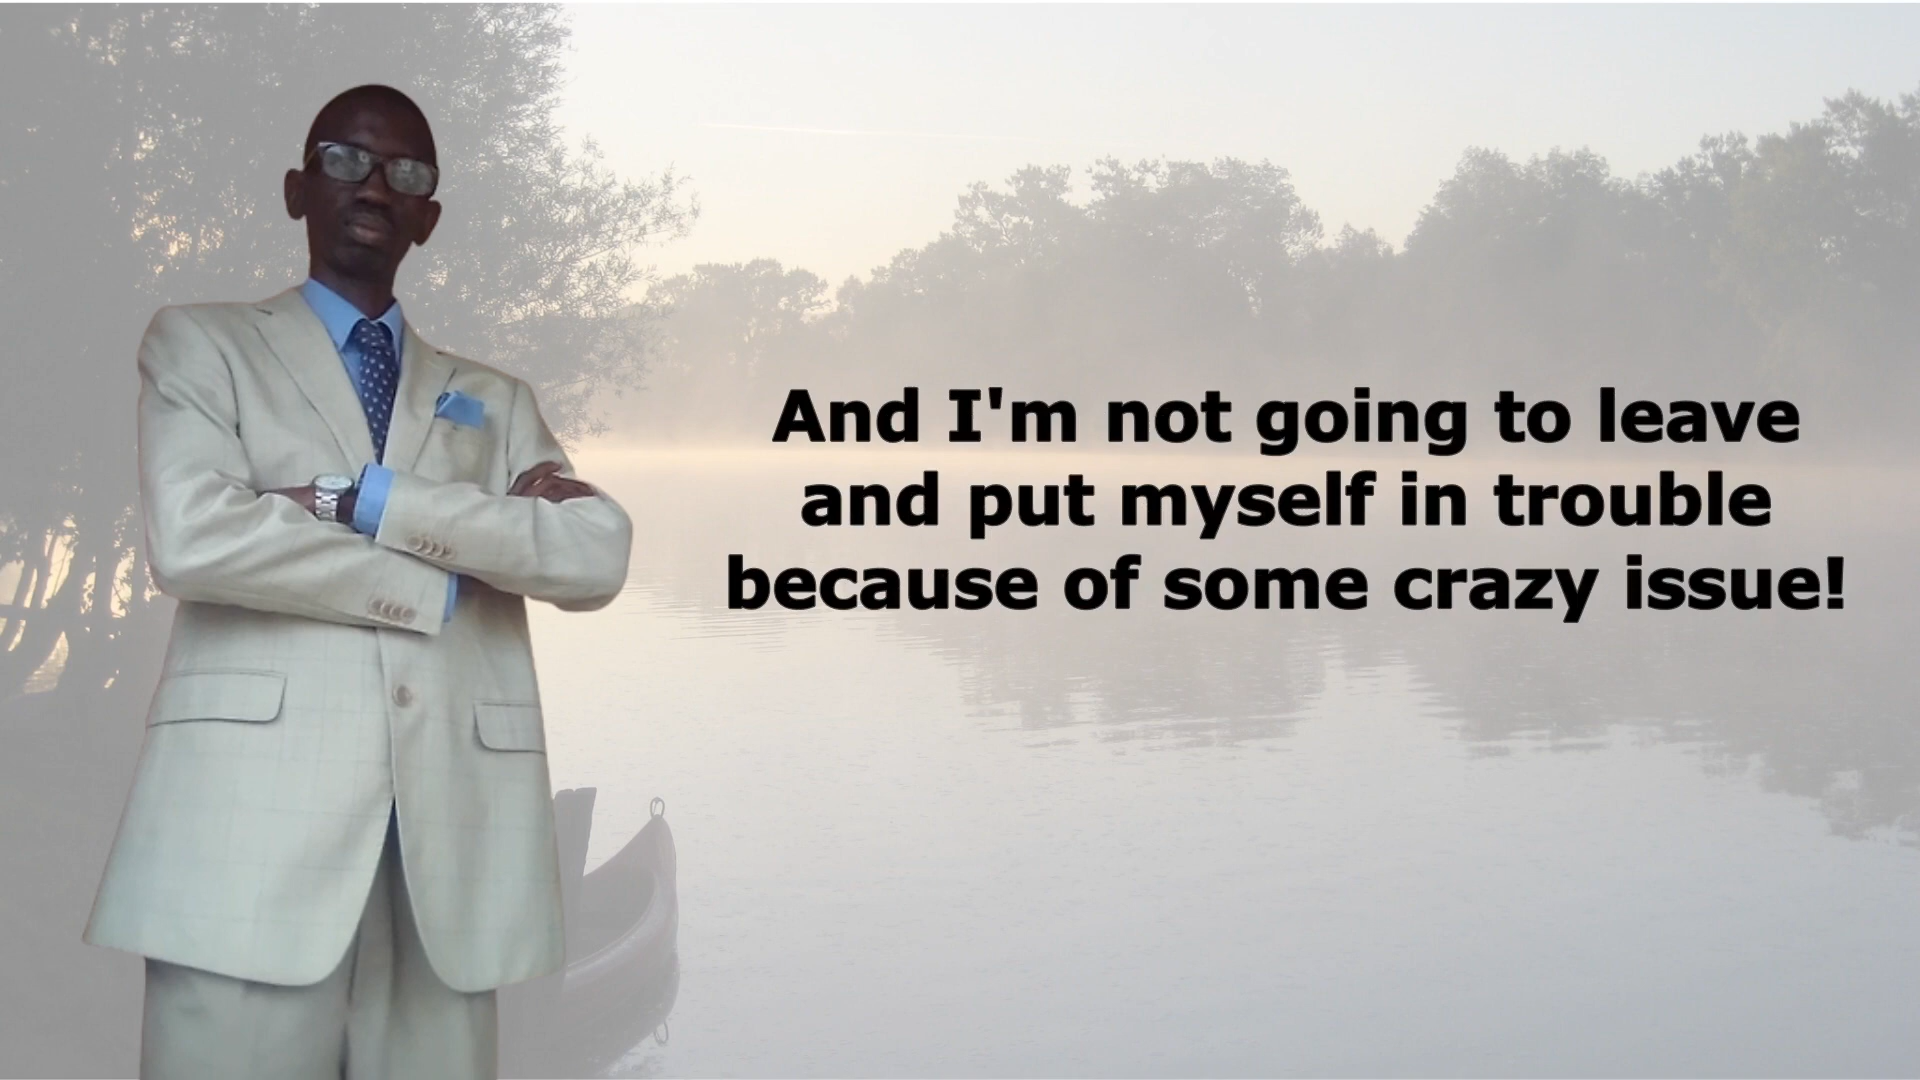 And I'm not going to leave
and put myself in trouble
because of some crazy issue!